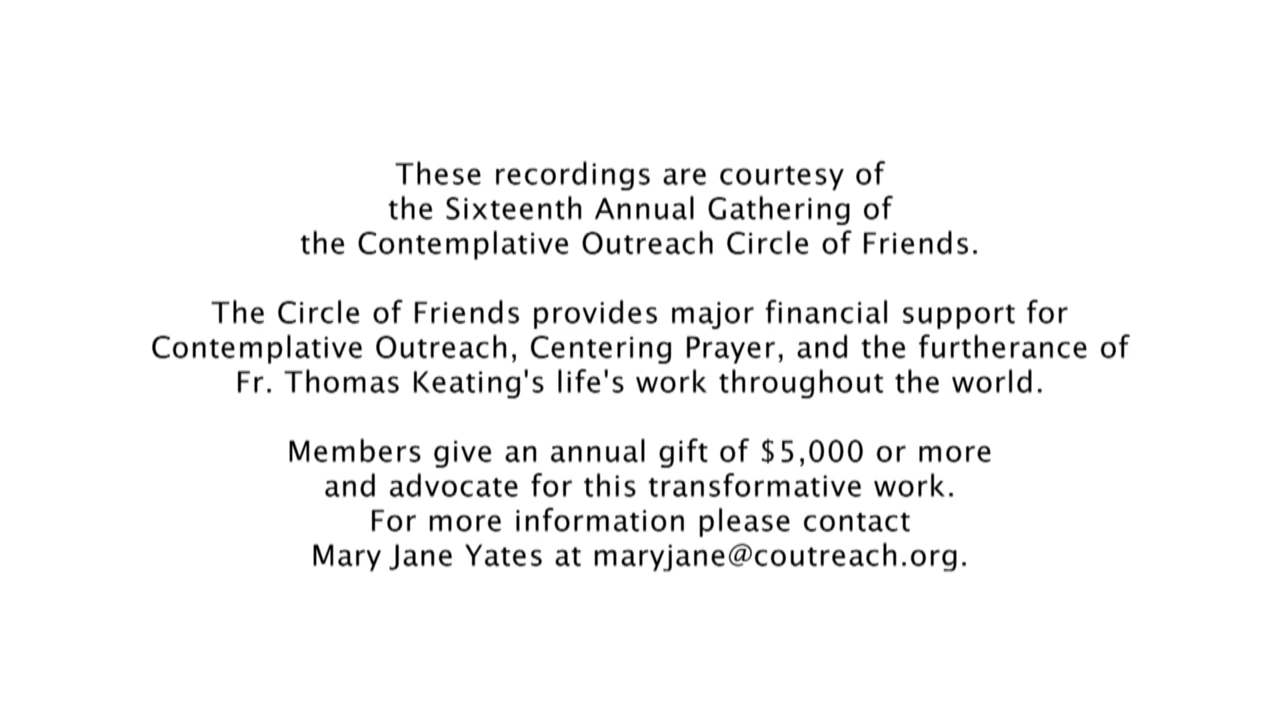 These recordings are courtesy of
the Sixteenth Annual Gathering of
the Contemplative Outreach Circle of Friends.
The Circle of Friends provides major financial support for
Contemplative Outreach, Centering Prayer, and the furtherance of
Fr. Thomas Keating's life's work throughout the world.
Members give an annual gift of $5,000 or more
and advocate for this transformative work.
For more information please contact
Mary Jane Yates at maryjane@coutreach.org.